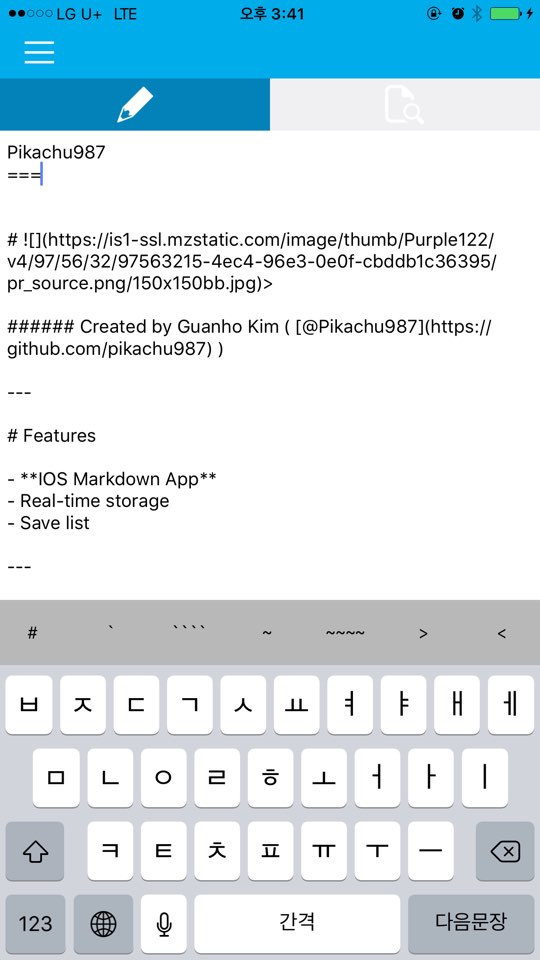 LG U+ LTE 오후 3:41
Pikachu987
===
# ![](https://is1-ssl.mzstatic.com/image/thumb/Purple122/
v4/97/56/32/97563215-4ec4-96e3-0e0f-cbddb1c36395/
pr_source.png/150x150bb.jpg)>
###### Created by Guanho Kim ( [@Pikachu987](https://
github.com/pikachu987) )
---
# Features
- **IOS Markdown App**
- Real-time storage
- Save list
---
# ` ```` ~ ~~~~ > <
ㅂ ㅈ ㄷ ㄱ ㅅ ㅛ ㅕ ㅑ ㅐ ㅔ
ㅁ ㄴ ㅇ ㄹ ㅎ ㅗ ㅓ ㅏ ㅣ
ㅋ ㅌ ㅊ ㅍ ㅠ ㅜ ㅡ
123 간격 다음문장